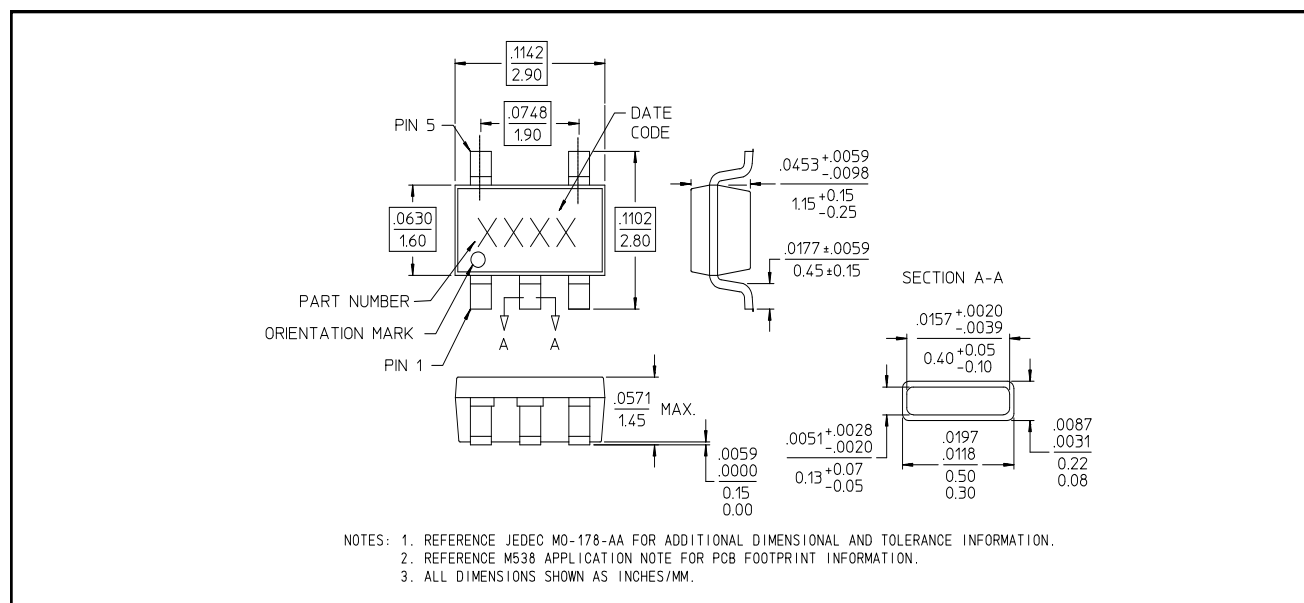 .1142
2.90
.0748
1.90
DATE
CODE
PIN 5
.0630
1.60
XXXX
.1102
2.80
PART NUMBER
ORIENTATION MARK
PIN 1
A
A
.0453 +.0059
-.0098
1.15 +0.15
-0.25
.0177 ±.0059
0.45±0.15
SECTION A-A
.0157 +.0020
-.0039
0.40 +0.05
-0.10
.0571
1.45
MAX.
.0059
.0000
0.15
0.00
.0051 +.0028
-.0020
0.13 +0.07
-0.05
.0197
.0118
0.50
0.30
.0087
.0031
0.22
0.08
NOTES: 1. REFERENCE JEDEC MO-178-AA FOR ADDITIONAL DIMENSIONAL AND TOLERANCE INFORMATION.
2. REFERENCE M538 APPLICATION NOTE FOR PCB FOOTPRINT INFORMATION.
3. ALL DIMENSIONS SHOWN AS INCHES/MM.